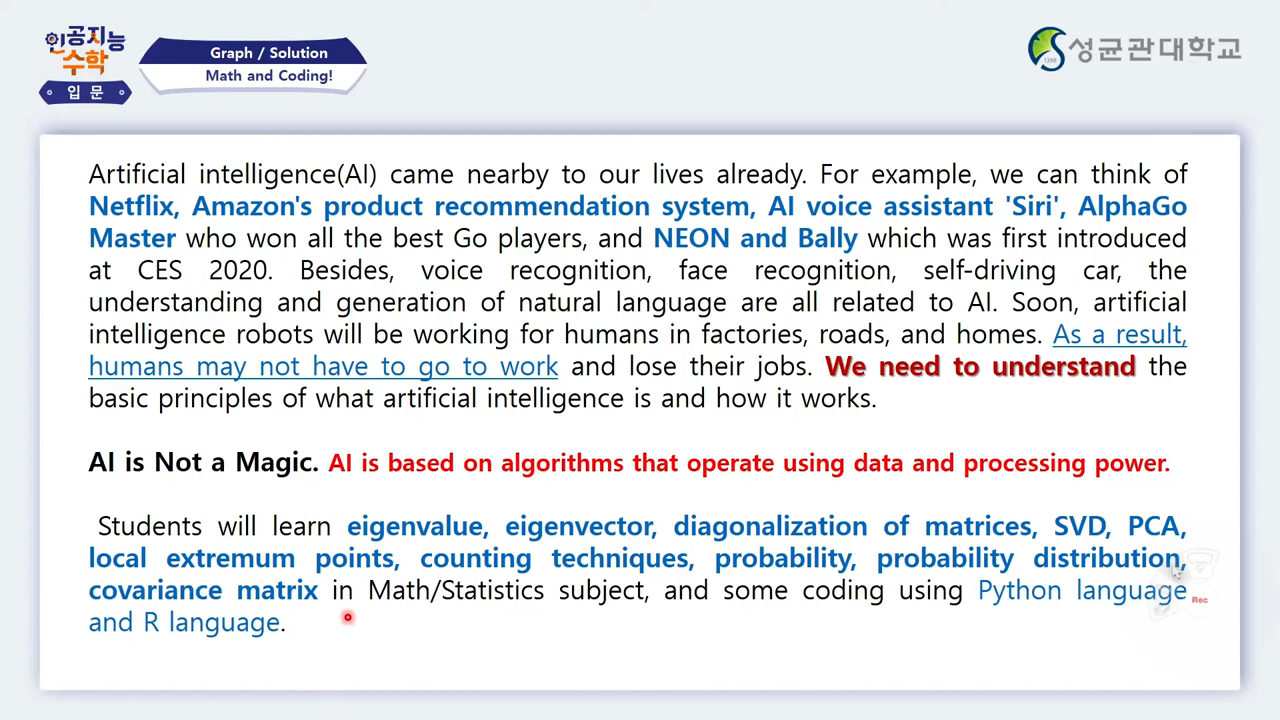 인공지능
수학
입 문
Graph / Solution
Math and Coding!
1398
성균관대학교
Artificial intelligence(AI) came nearby to our lives already. For example, we can think of
Netflix, Amazon's product recommendation system, AI voice assistant 'Siri', AlphaGo
Master who won all the best Go players, and NEON and Bally which was first introduced
at CES 2020. Besides, voice recognition, face recognition, self-driving car, the
understanding and generation of natural language are all related to AI. Soon, artificial
intelligence robots will be working for humans in factories, roads, and homes. As a result,
humans may not have to go to work and lose their jobs. We need to understand the
basic principles of what artificial intelligence is and how it works.
AI is Not a Magic. AI is based on algorithms that operate using data and processing power.
Students will learn eigenvalue, eigenvector, diagonalization of matrices, SVD, PCA,
local extremum points, counting techniques, probability, probability distribution,
covariance matrix in Math/Statistics subject, and some coding using Python language
and R language.
Rec